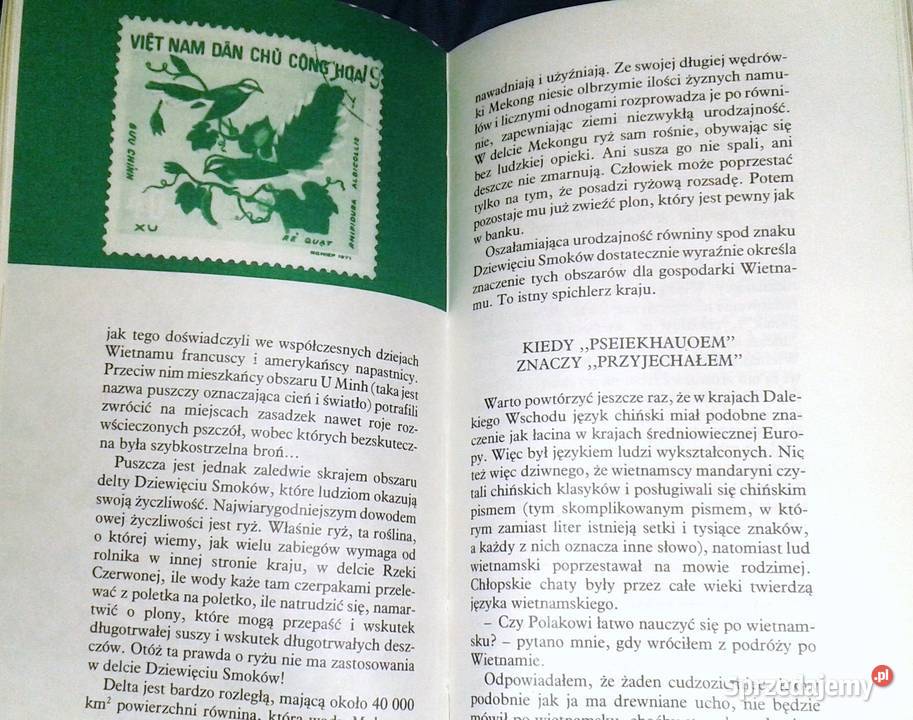 VIÊT NAM DÂN CHỦ CỘNG HÒA
BƯU CHÍNH
XU
RẺ QUẠT
RHIPIDURA ALBICOLLIS
1971
jak tego doświadczyli we współczesnych dziejach
Wietnamu francuscy i amerykańscy napastnicy.
Przeciw nim mieszkańcy obszaru U Minh (taka jest
nazwa puszczy oznaczająca cień i światło) potrafili
zwrócić na miejscach zasadzek nawet roje roz-
wścieczonych pszczół, wobec których bezskutecz-
na była szybkostrzelna broń...
Puszcza jest jednak zaledwie skrajem obszaru
delty Dziewięciu Smoków, które ludziom okazują
swoją życzliwość. Najwiarygodniejszym dowodem
owej życzliwości jest ryż. Właśnie ryż, ta roślina,
o której wiemy, jak wielu zabiegów wymaga od
rolnika w innej stronie kraju, w delcie Rzeki
Czerwonej, ile wody każe tam czerpakami przele-
wać z poletka na poletko, ile natrudzić się, namar-
twić o plony, które mogą przepaść i wskutek
długotrwałej suszy i wskutek długotrwałych desz-
czów. Otóż ta prawda o ryżu nie ma zastosowania
w delcie Dziewięciu Smoków!
Delta jest bardzo rozległą, mającą około 40 000
km² powierzchni równiną, którą
nawadniają i użyźniają. Ze swojej długiej wędrów-
ki Mekong niesie olbrzymie ilości żyznych namu-
łów i licznymi odnogami rozprowadza je po równi-
nie, zapewniając ziemi niezwykłą urodzajność.
W delcie Mekongu ryż sam rośnie, obywając się
bez ludzkiej opieki. Ani susza go nie spali, ani
deszcze nie zmarnują. Człowiek może poprzestać
tylko na tym, że posadzi ryżową rozsadę. Potem
pozostaje mu już zwieźć plon, który jest pewny jak
w banku.
Oszałamiająca urodzajność równiny spod znaku
Dziewięciu Smoków dostatecznie wyraźnie określa
znaczenie tych obszarów dla gospodarki Wietna-
mu. To istny spichlerz kraju.
KIEDY „PSEIEKHAUOEM”
ZNACZY „PRZYJECHAŁEM”
Warto powtórzyć jeszcze raz, że w krajach Dale-
kiego Wschodu język chiński miał podobne zna-
czenie jak łacina w krajach średniowiecznej Euro-
py. Więc był językiem ludzi wykształconych. Nic
też więc dziwnego, że wietnamscy mandaryni czy-
tali chińskich klasyków i posługiwali się chińskim
pismem (tym skomplikowanym pismem, w któ-
rym zamiast liter istnieją setki i tysiące znaków,
a każdy z nich oznacza inne słowo), natomiast lud
wietnamski poprzestawał na mowie rodzimej.
Chłopskie chaty były przez całe wieki twierdzą
języka wietnamskiego.
– Czy Polakowi łatwo nauczyć się po wietnam-
sku? – pytano mnie, gdy wróciłem z podróży po
Wietnamie.
Odpowiadałem, że żaden cudzozie
podobnie jak ja ma drewniane ucho, nie będzie
mówił po wietnamsku, choćby
Sprzedajemy.pl